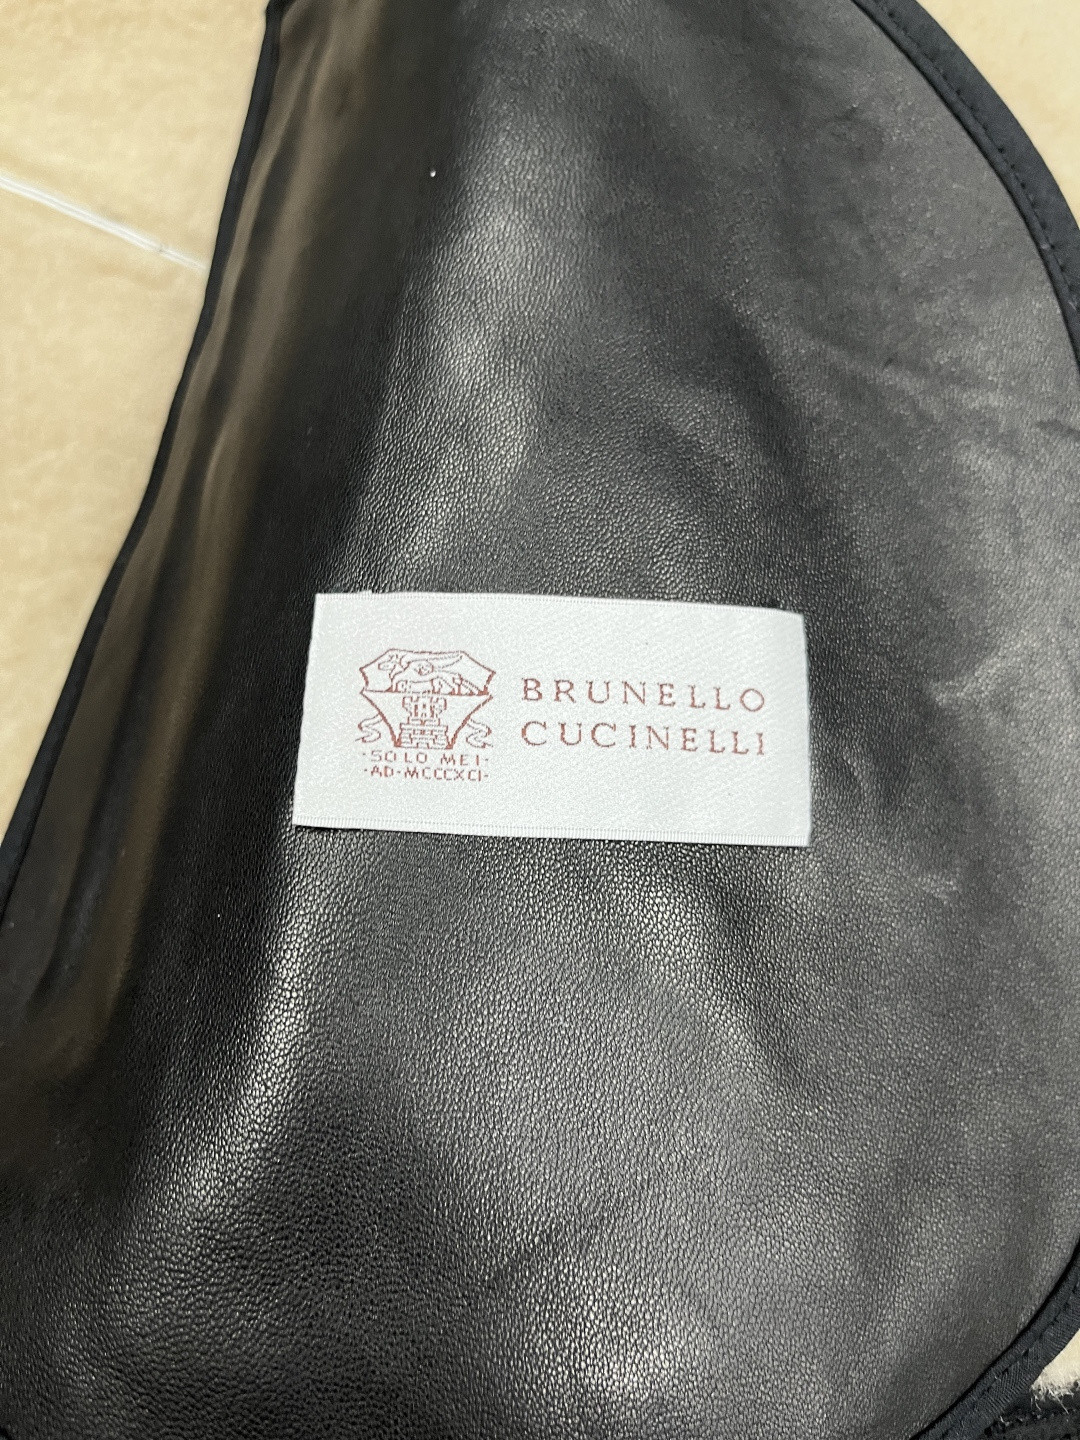 BRUNELLO
CUCINELLI
·SOLO MEI·
·AD·MCCCXCI·